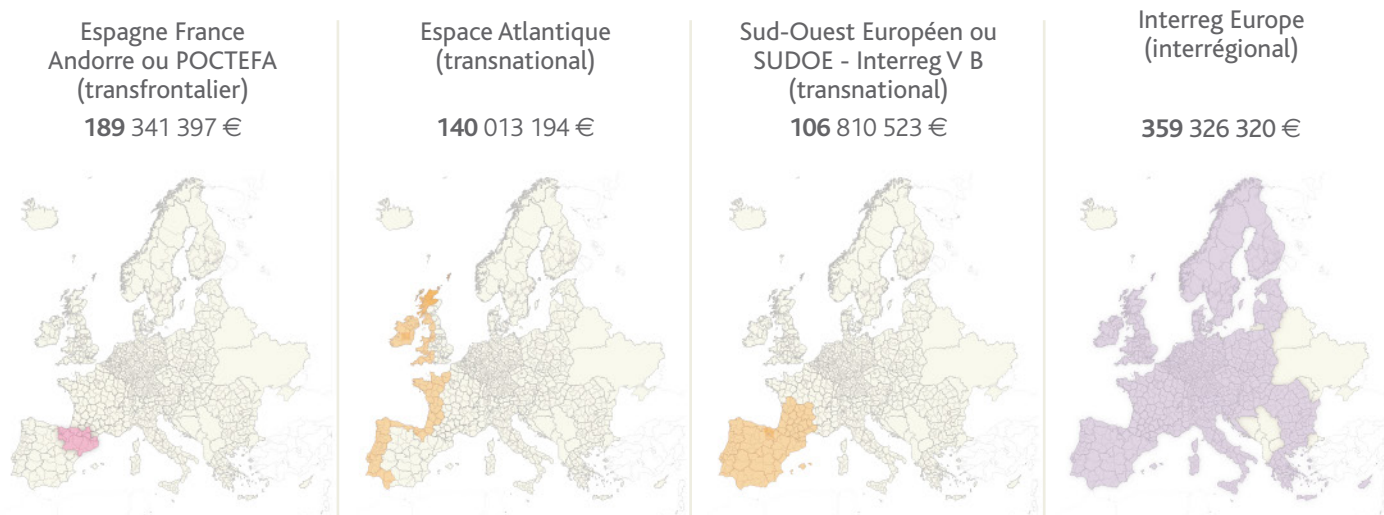 Espagne France
Andorre ou POCTEFA
(transfrontalier)
189 341 397 €
Espace Atlantique
(transnational)
140 013 194 €
Sud-Ouest Européen ou
SUDOE - Interreg V B
(transnational)
106 810 523 €
Interreg Europe
(interrégional)
359 326 320 €